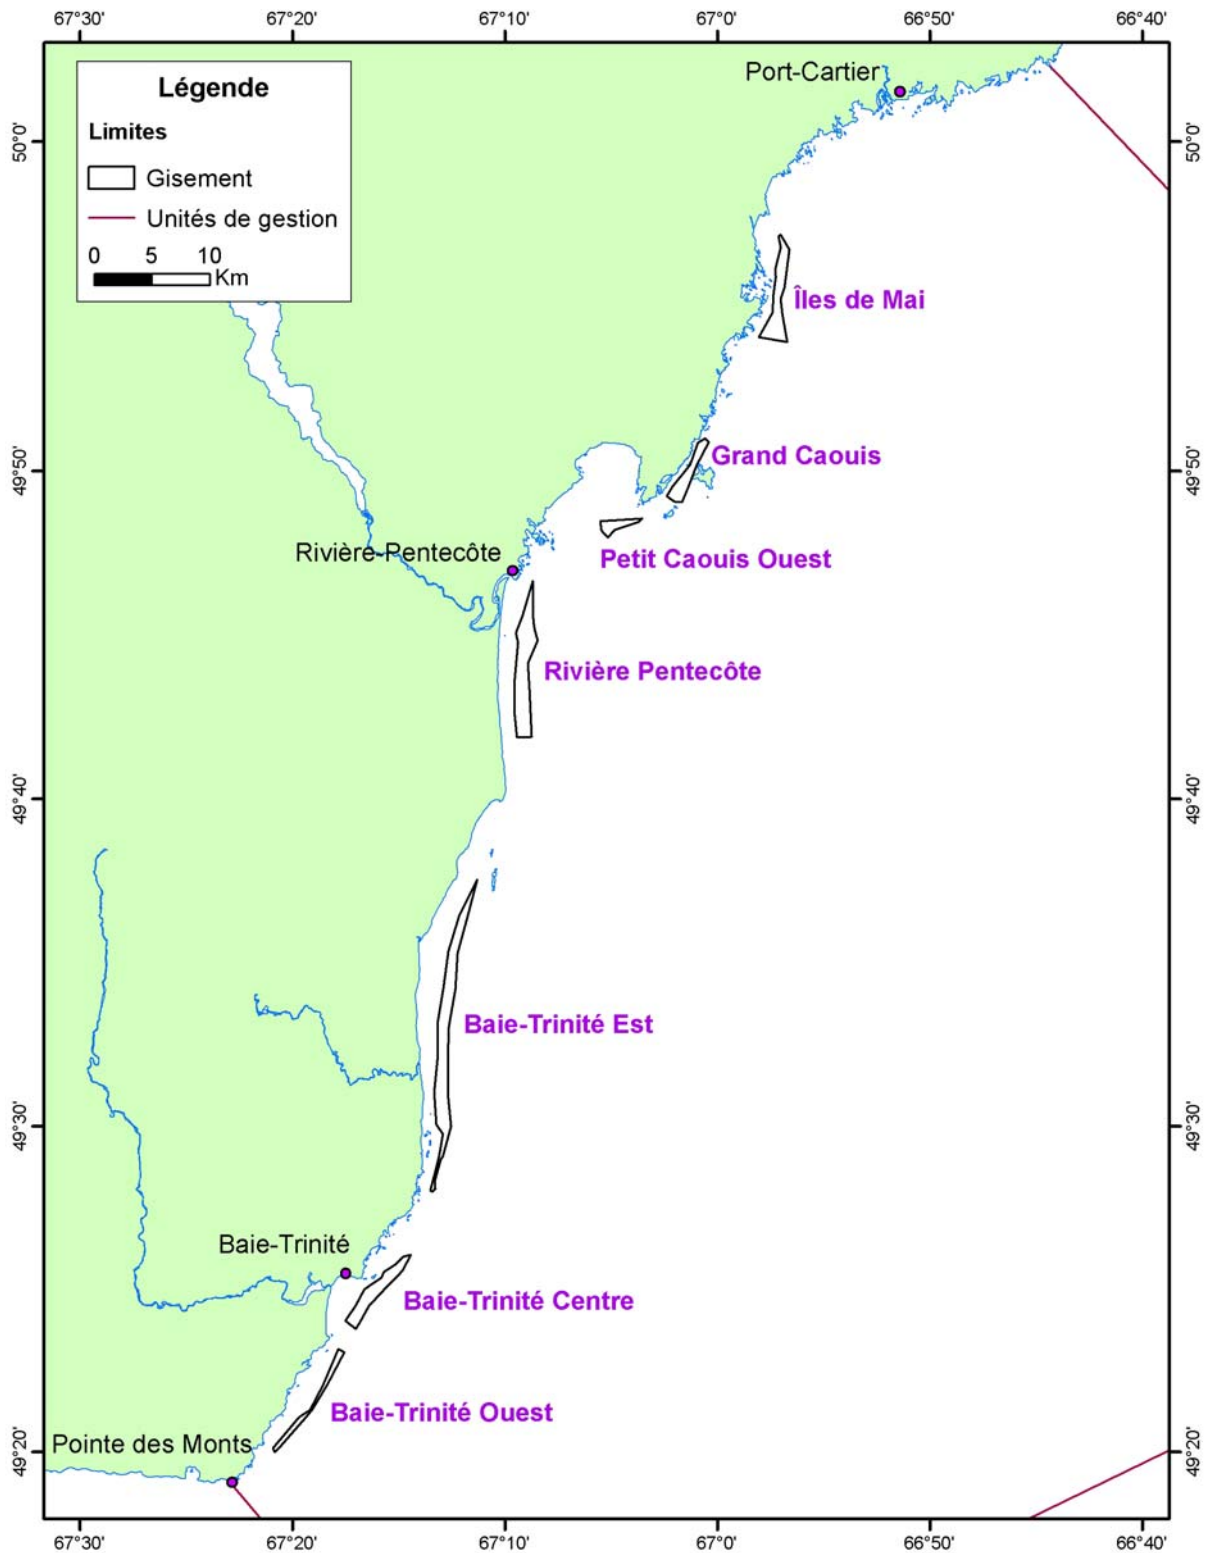 67°30' 67°20' 67°10' 67°0' 66°50' 66°40'
Légende
Limites
Gisement
Unités de gestion
0 5 10
Km
Port-Cartier
50°0' 50°0'
Îles de Mai
Grand Caouis
49°50' 49°50'
Rivière-Pentecôte
Petit Caouis Ouest
Rivière Pentecôte
49°40' 49°40'
Baie-Trinité Est
49°30' 49°30'
Baie-Trinité
Baie-Trinité Centre
Baie-Trinité Ouest
Pointe des Monts
49°20' 49°20'
67°30' 67°20' 67°10' 67°0' 66°50' 66°40'